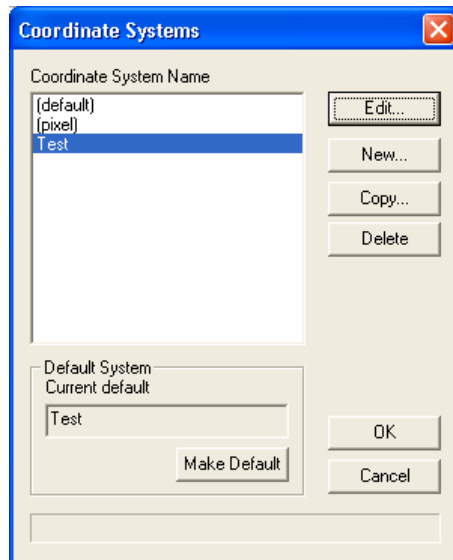 Coordinate Systems
Coordinate System Name
(default)
(pixel)
Test
Edit...
New...
Copy...
Delete
Default System
Current default
Test
Make Default
OK
Cancel